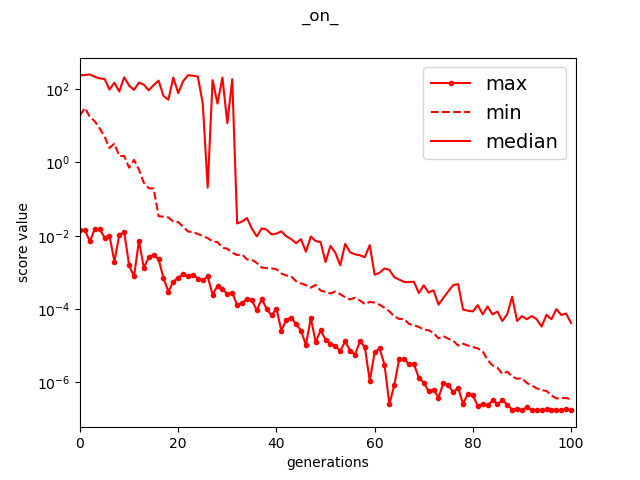 _on_
max
min
median
score value
10²
10⁰
10⁻²
10⁻⁴
10⁻⁶
0 20 40 60 80 100
generations